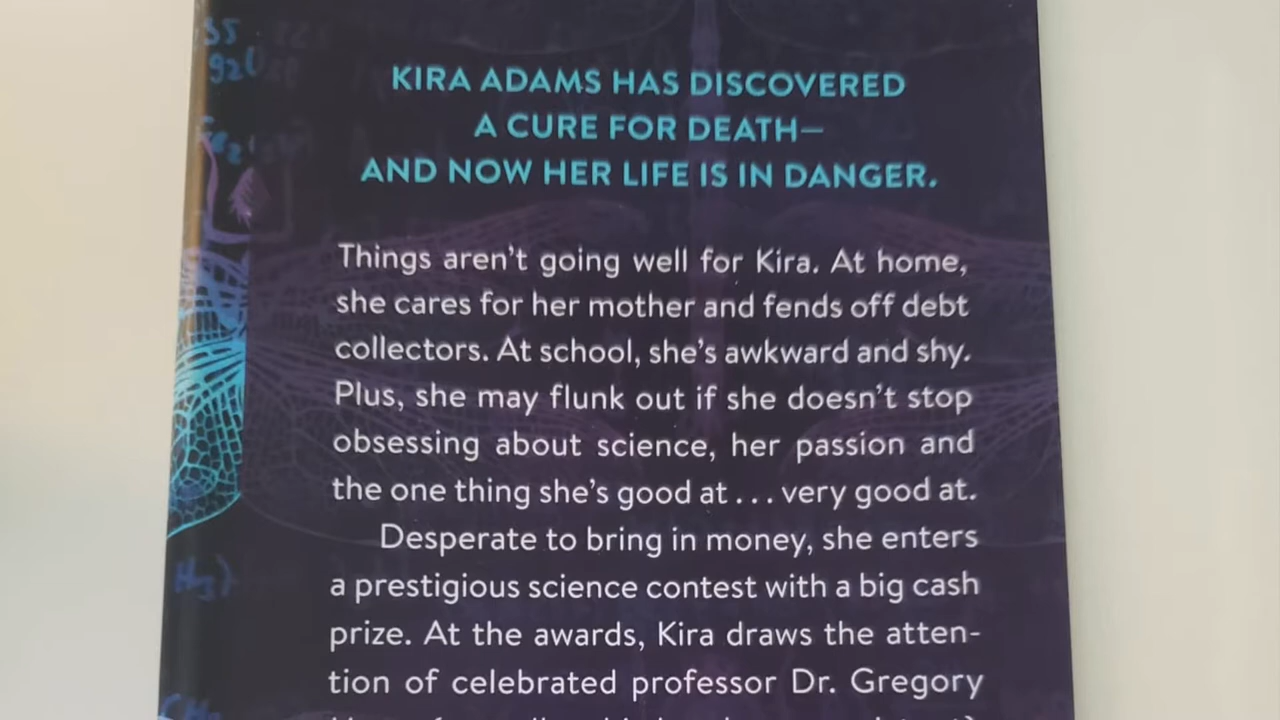 KIRA ADAMS HAS DISCOVERED
A CURE FOR DEATH—
AND NOW HER LIFE IS IN DANGER.
Things aren't going well for Kira. At home,
she cares for her mother and fends off debt
collectors. At school, she's awkward and shy.
Plus, she may flunk out if she doesn't stop
obsessing about science, her passion and
the one thing she's good at . . . very good at.
Desperate to bring in money, she enters
a prestigious science contest with a big cash
prize. At the awards, Kira draws the atten-
tion of celebrated professor Dr. Gregory